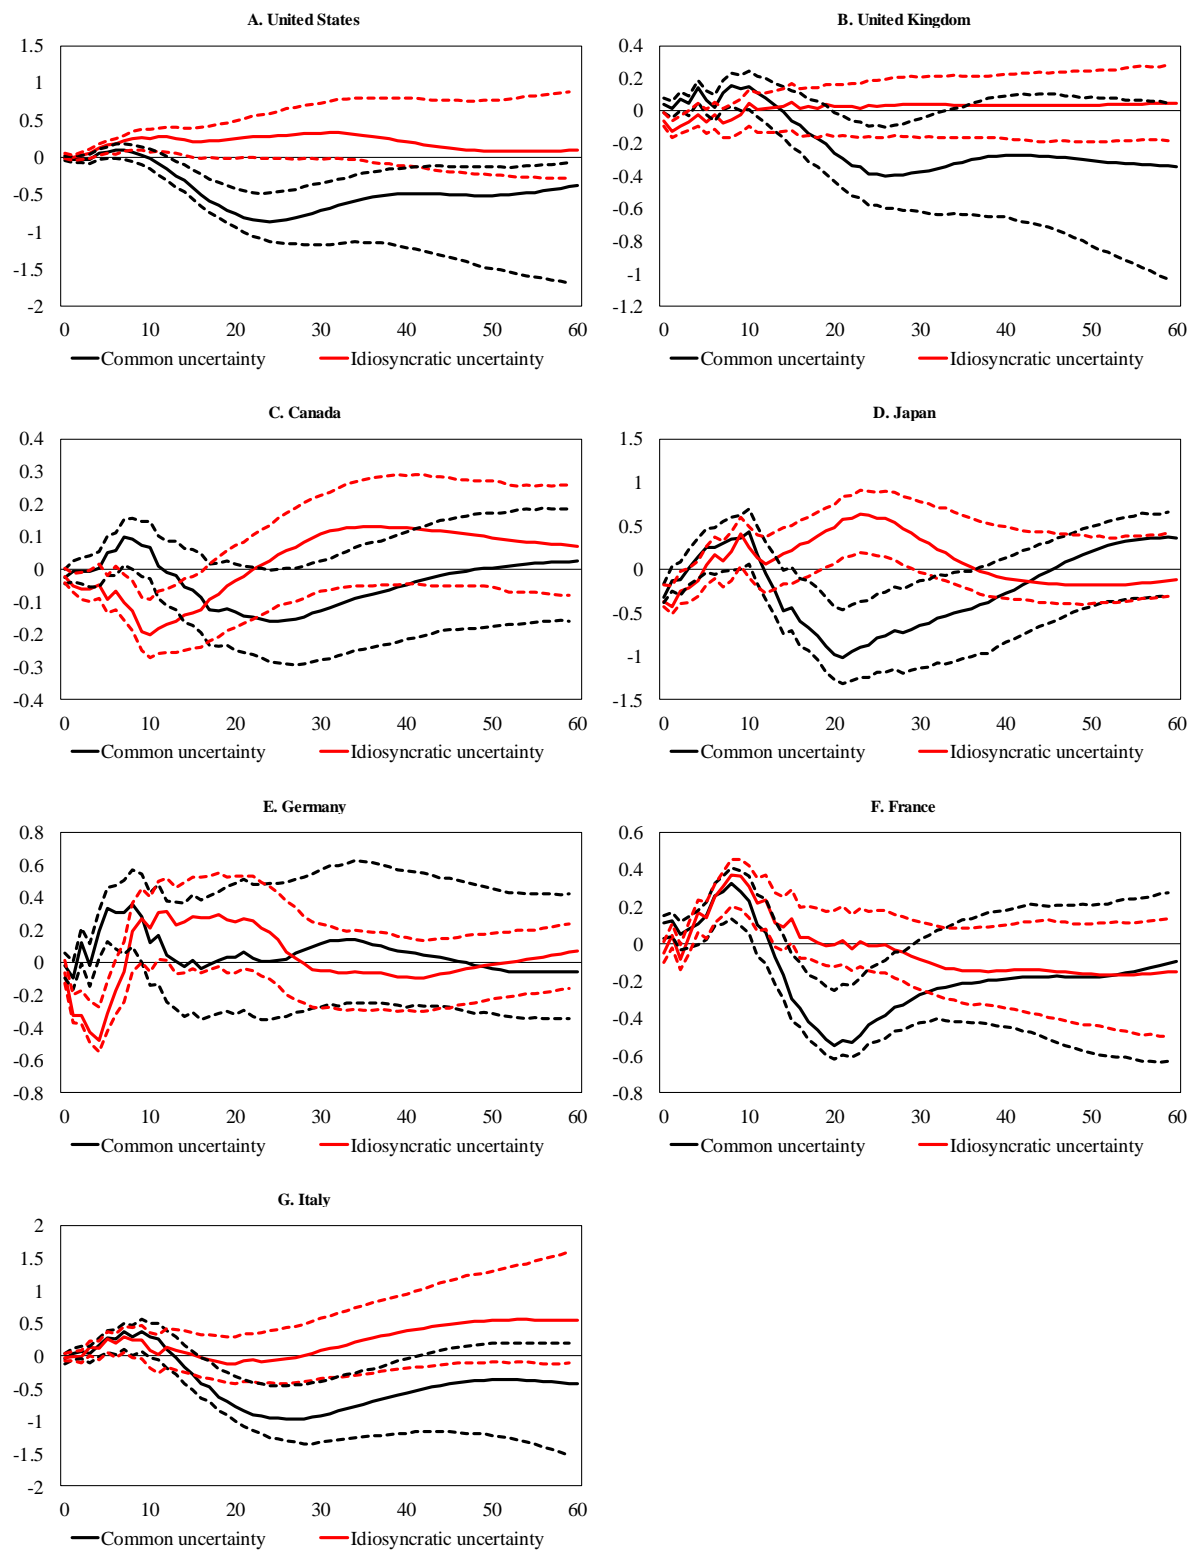 A. United States
1.5
1
0.5
0
-0.5
-1
-1.5
-2
0 10 20 30 40 50 60
Common uncertainty Idiosyncratic uncertainty
B. United Kingdom
0.4
0.2
0
-0.2
-0.4
-0.6
-0.8
-1
-1.2
0 10 20 30 40 50 60
Common uncertainty Idiosyncratic uncertainty
C. Canada
0.4
0.3
0.2
0.1
0
-0.1
-0.2
-0.3
-0.4
0 10 20 30 40 50 60
Common uncertainty Idiosyncratic uncertainty
D. Japan
1.5
1
0.5
0
-0.5
-1
-1.5
0 10 20 30 40 50 60
Common uncertainty Idiosyncratic uncertainty
E. Germany
0.8
0.6
0.4
0.2
0
-0.2
-0.4
-0.6
-0.8
0 10 20 30 40 50 60
Common uncertainty Idiosyncratic uncertainty
F. France
0.6
0.4
0.2
0
-0.2
-0.4
-0.6
-0.8
0 10 20 30 40 50 60
Common uncertainty Idiosyncratic uncertainty
G. Italy
2
1.5
1
0.5
0
-0.5
-1
-1.5
-2
0 10 20 30 40 50 60
Common uncertainty Idiosyncratic uncertainty